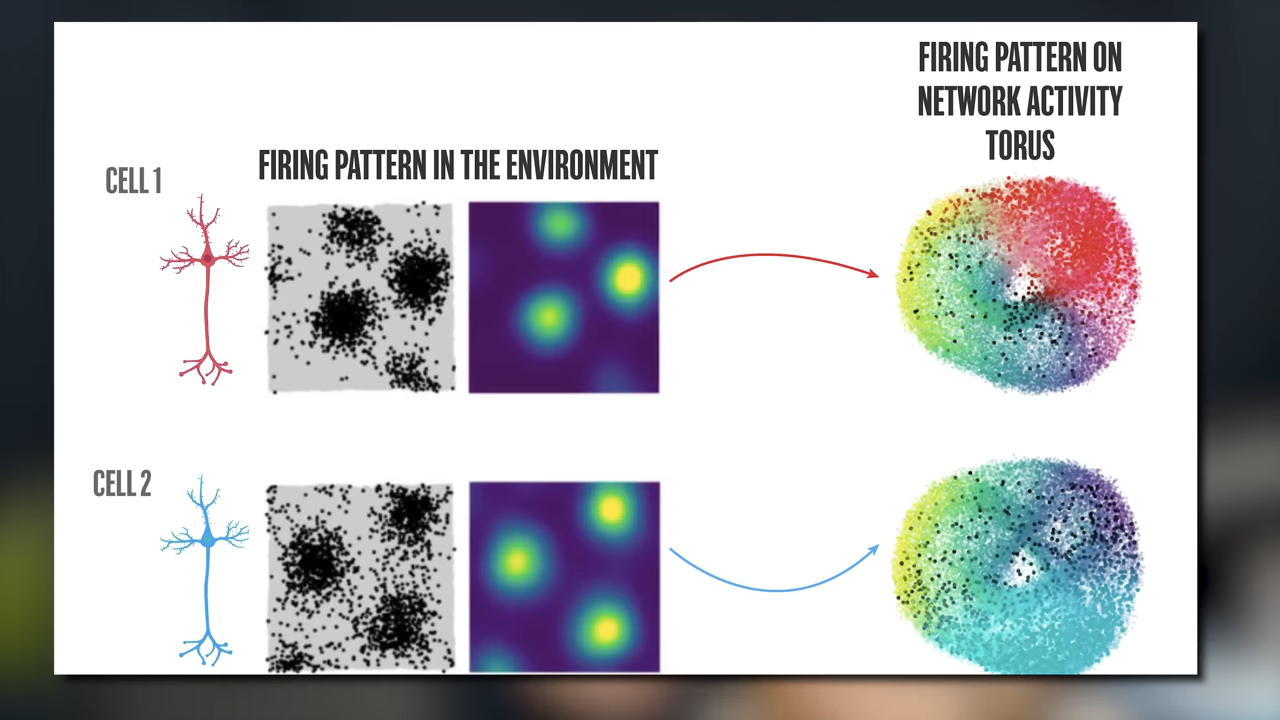 FIRING PATTERN ON
NETWORK ACTIVITY
TORUS
FIRING PATTERN IN THE ENVIRONMENT
CELL 1
CELL 2